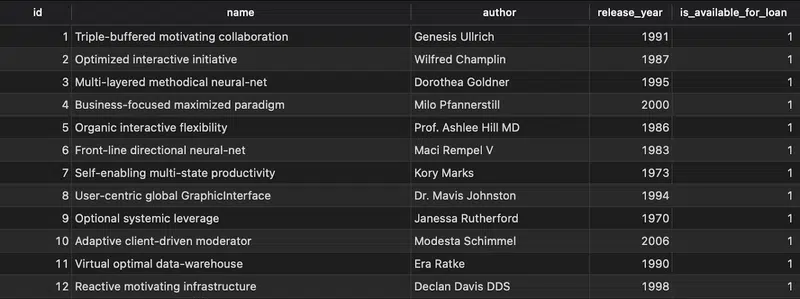 id name author release_year is_available_for_loan
1 Triple-buffered motivating collaboration Genesis Ullrich 1991 1
2 Optimized interactive initiative Wilfred Champlin 1987 1
3 Multi-layered methodical neural-net Dorothea Goldner 1995 1
4 Business-focused maximized paradigm Milo Pfannerstill 2000 1
5 Organic interactive flexibility Prof. Ashlee Hill MD 1986 1
6 Front-line directional neural-net Maci Rempel V 1983 1
7 Self-enabling multi-state productivity Kory Marks 1973 1
8 User-centric global GraphicInterface Dr. Mavis Johnston 1994 1
9 Optional systemic leverage Janessa Rutherford 1970 1
10 Adaptive client-driven moderator Modesta Schimmel 2006 1
11 Virtual optimal data-warehouse Era Ratke 1990 1
12 Reactive motivating infrastructure Declan Davis DDS 1998 1